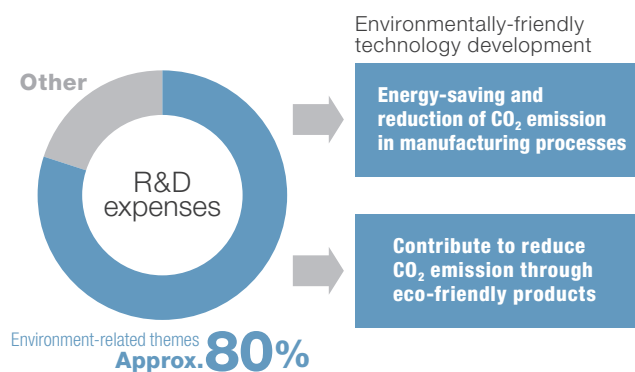 Other
R&D
expenses
Environment-related themes
Approx.80%
Environmentally-friendly
technology development
Energy-saving and
reduction of CO₂ emission
in manufacturing processes
Contribute to reduce
CO₂ emission through
eco-friendly products